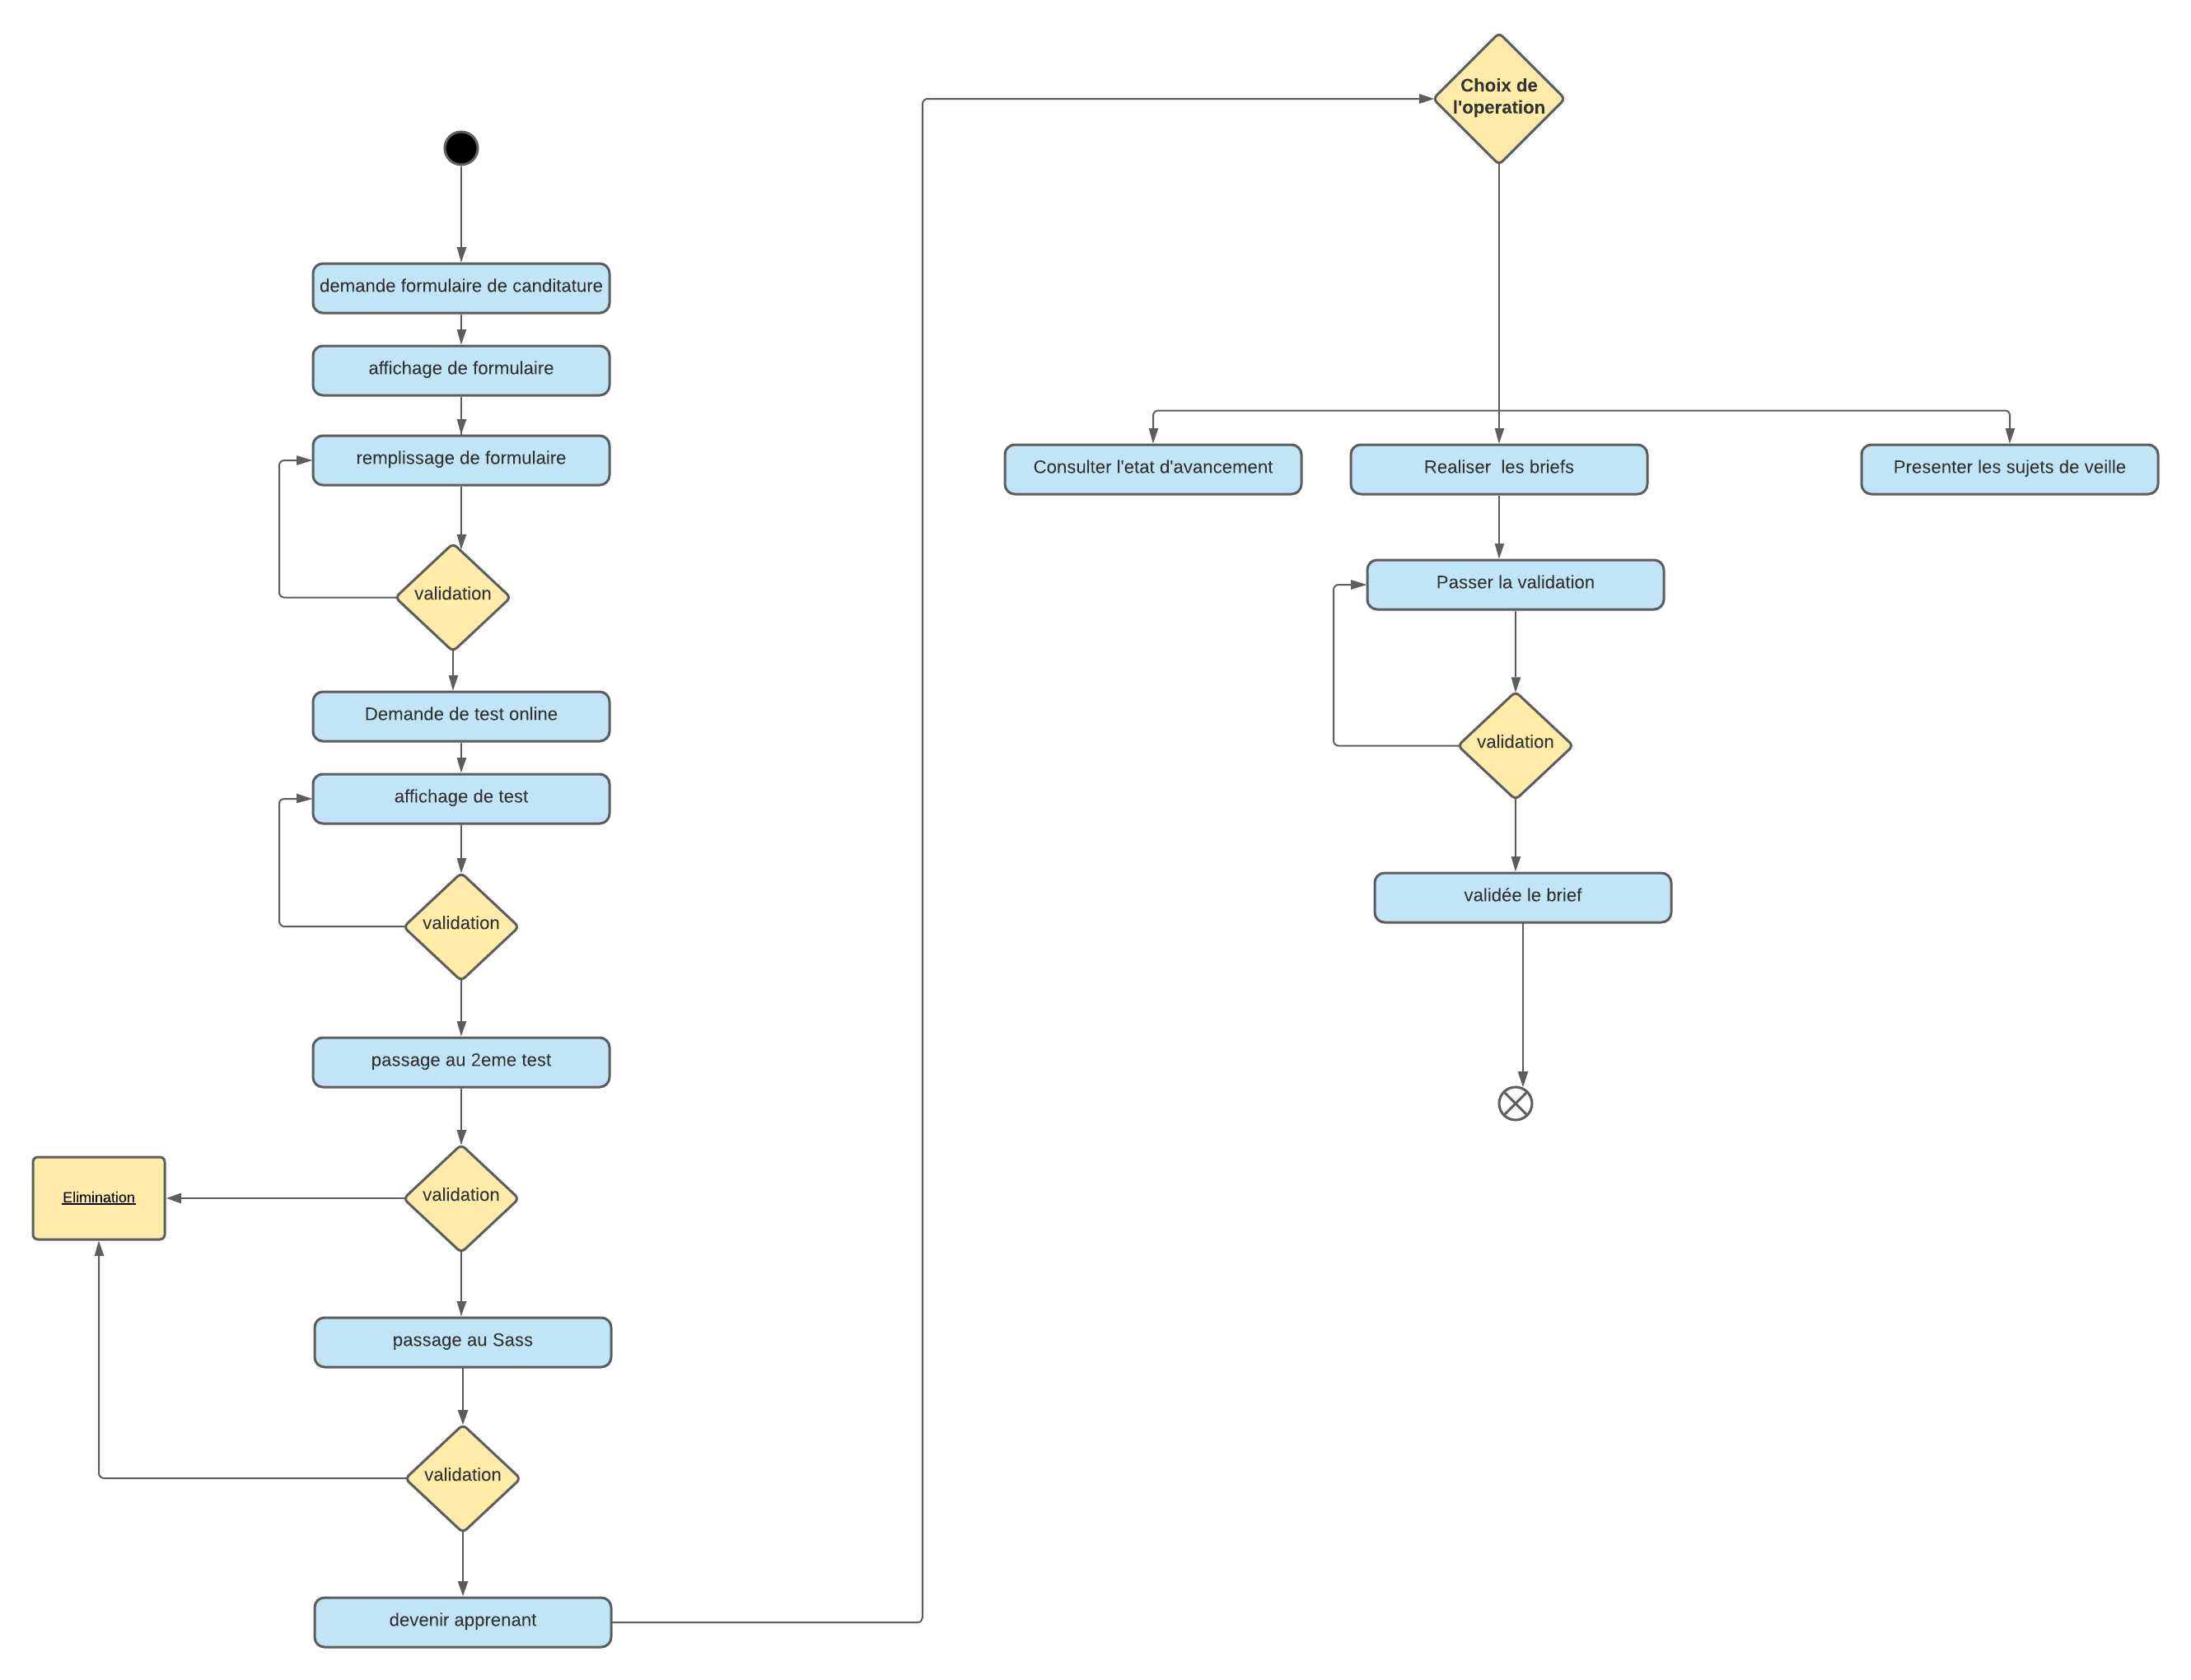 demande formulaire de canditature
affichage de formulaire
remplissage de formulaire
validation
Demande de test online
affichage de test
validation
passage au 2eme test
validation
Elimination
passage au Sass
validation
devenir apprenant
Choix de
l'operation
Consulter l'etat d'avancement
Realiser  les briefs
Presenter les sujets de veille
Passer la validation
validation
validée le brief